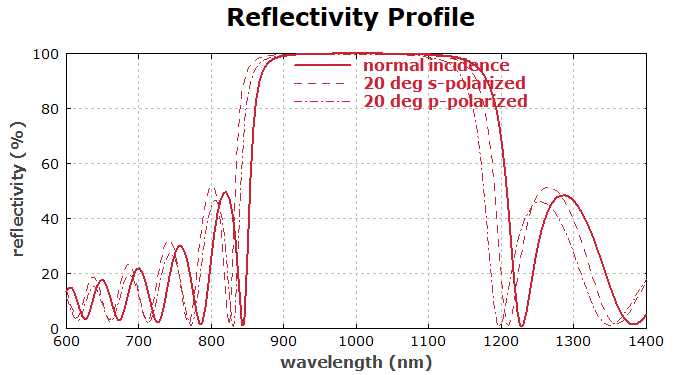 Reflectivity Profile
100
80
60
40
20
0
reflectivity (%)
normal incidence
20 deg s-polarized
20 deg p-polarized
600 700 800 900 1000 1100 1200 1300 1400
wavelength (nm)